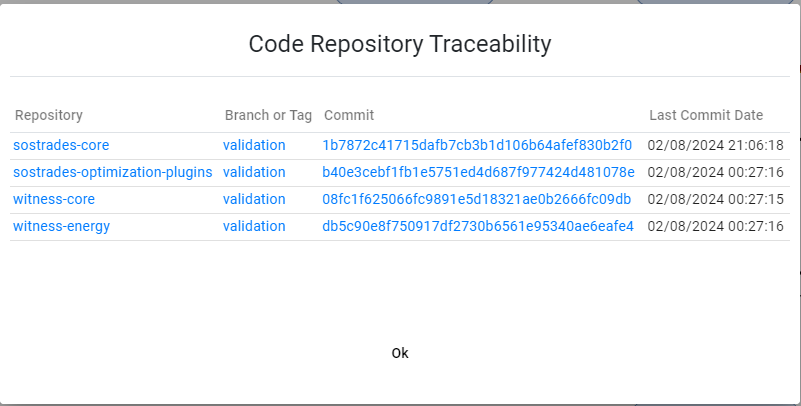 Code Repository Traceability
Repository Branch or Tag Commit Last Commit Date
sostrades-core validation 1b7872c41715dafb7cb3b1d106b64afef830b2f0 02/08/2024 21:06:18
sostrades-optimization-plugins validation b40e3cebf1fb1e5751ed4d687f977424d481078e 02/08/2024 00:27:16
witness-core validation 08fc1f625066fc9891e5d18321ae0b2666fc09db 02/08/2024 00:27:15
witness-energy validation db5c90e8f750917df2730b6561e95340ae6eafe4 02/08/2024 00:27:16
Ok